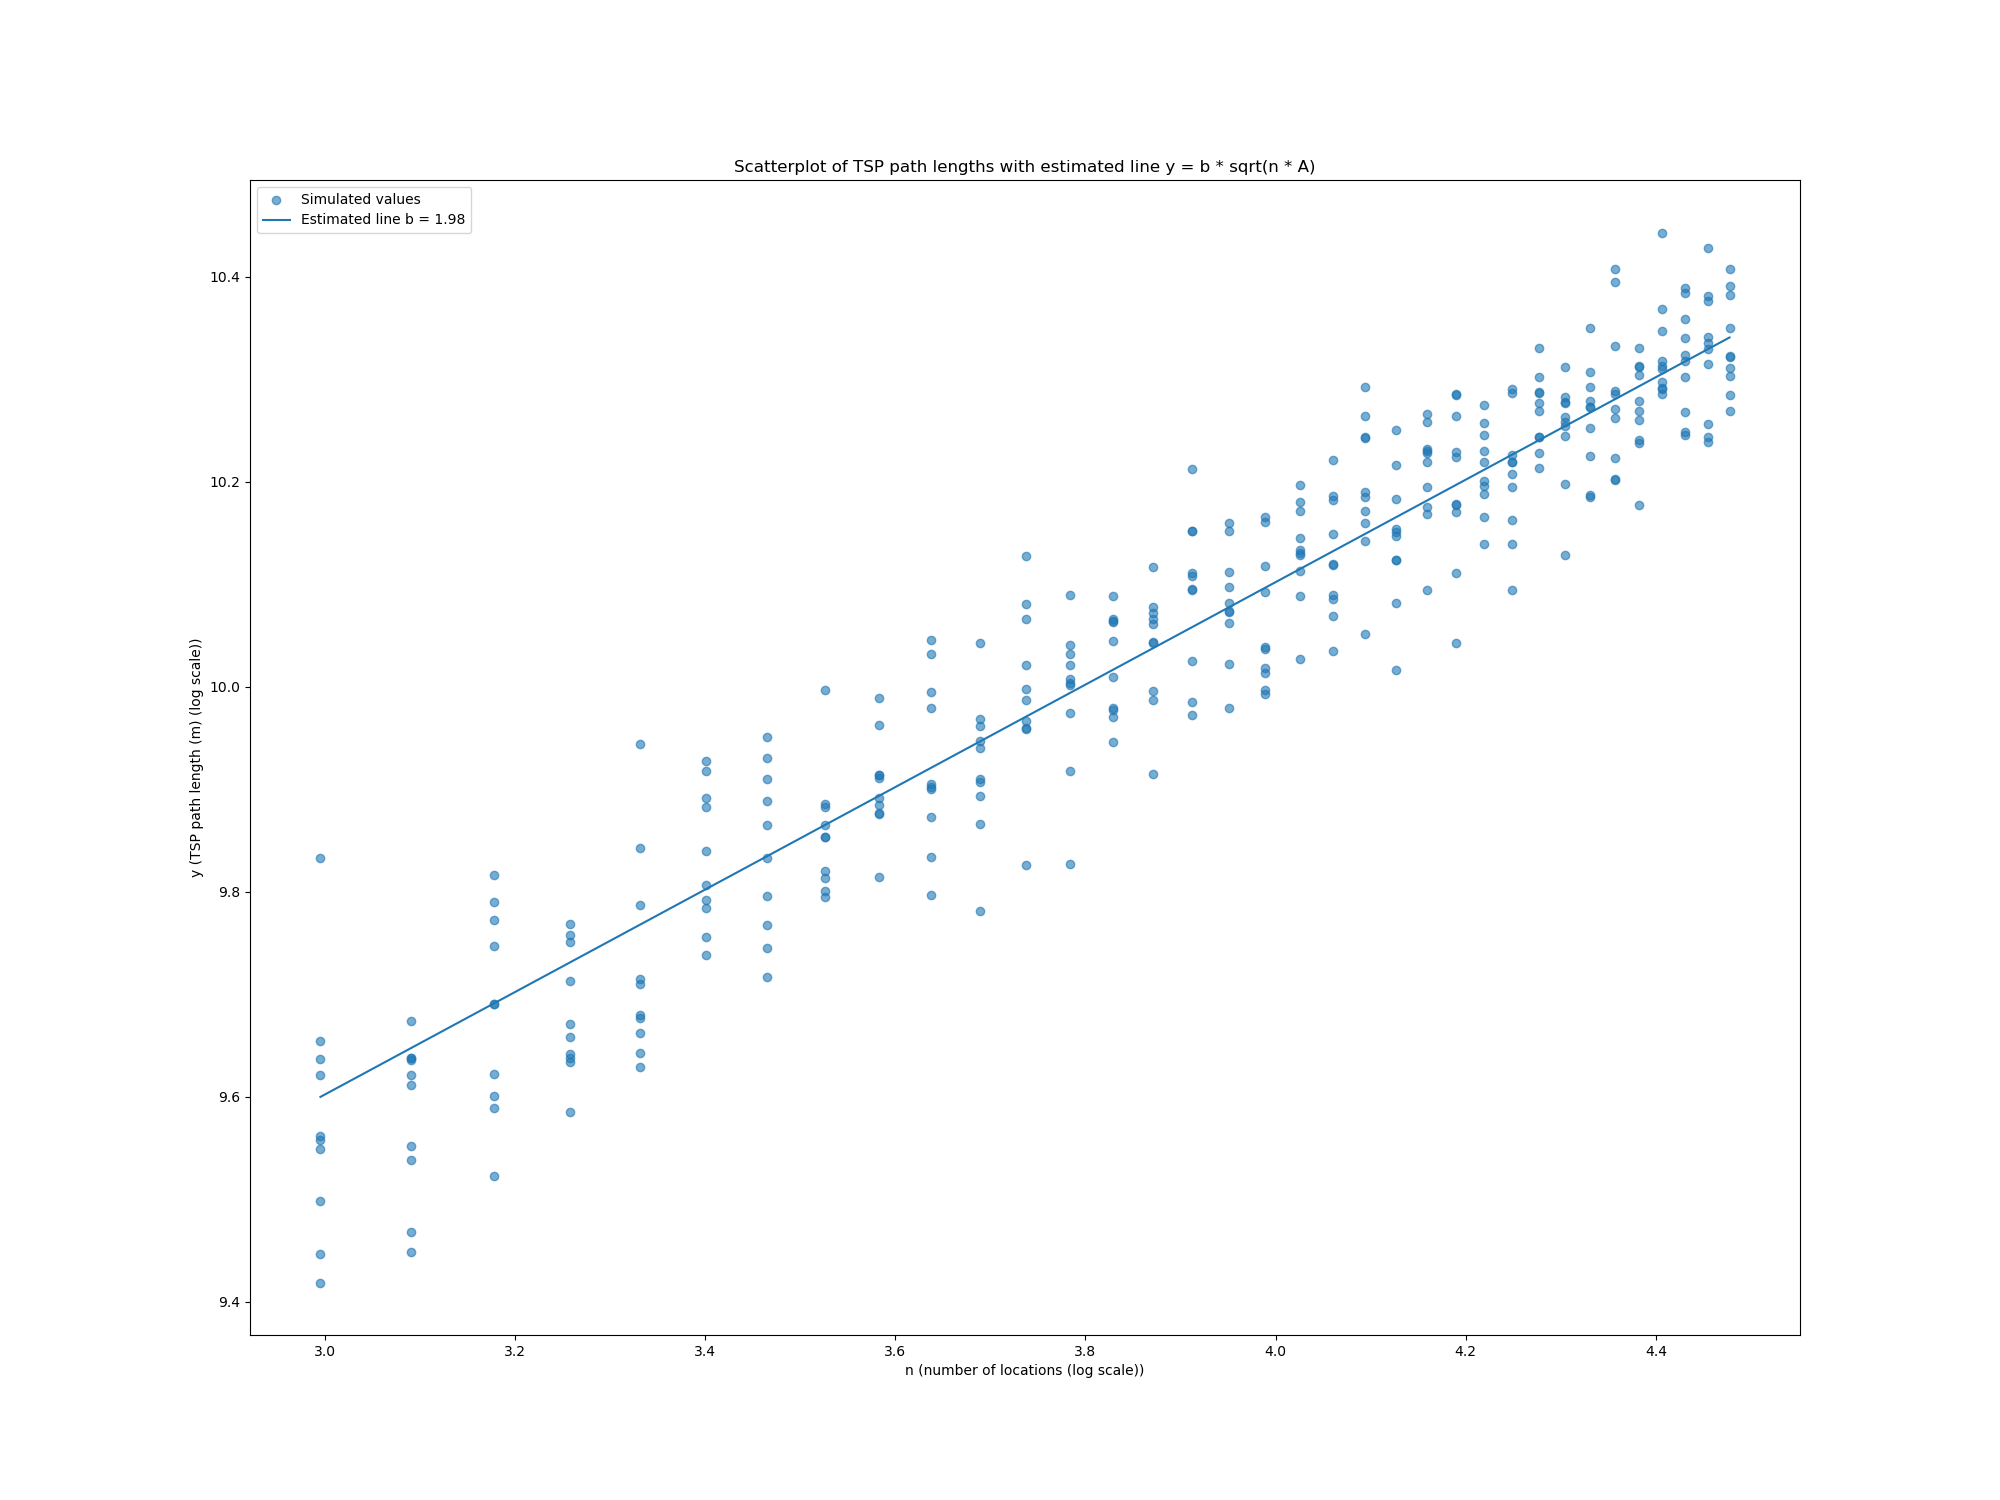 Scatterplot of TSP path lengths with estimated line y = b * sqrt(n * A)
Simulated values
Estimated line b = 1.98
10.4
10.2
10.0
9.8
9.6
9.4
y (TSP path length (m) (log scale))
3.0 3.2 3.4 3.6 3.8 4.0 4.2 4.4
n (number of locations (log scale))